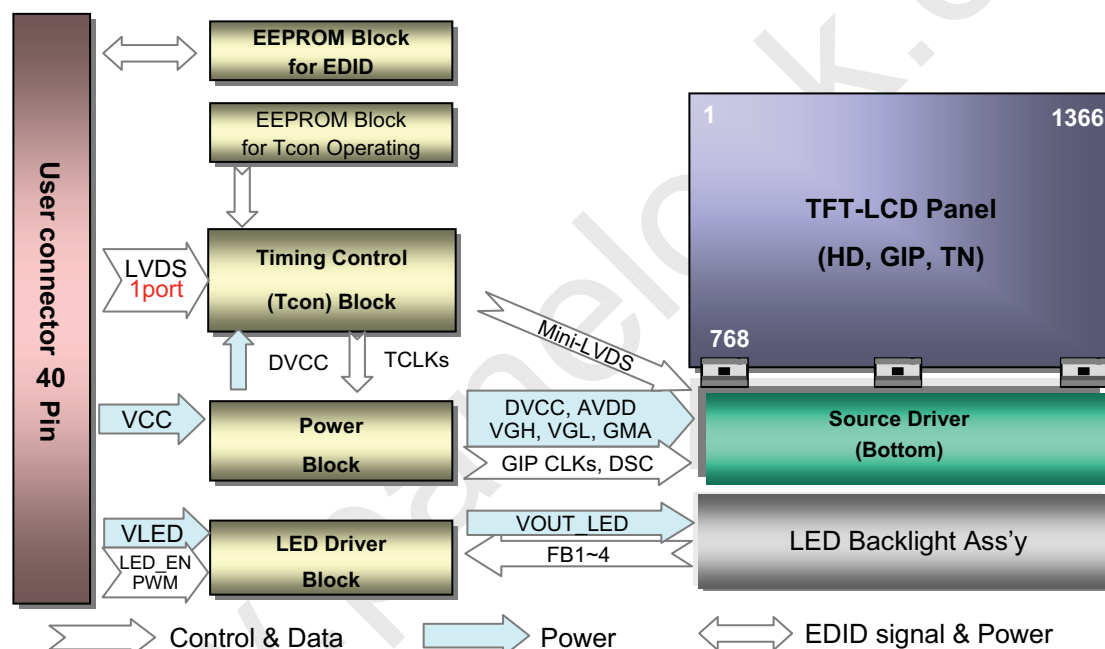 User connector 40 Pin
EEPROM Block
for EDID
EEPROM Block
for Tcon Operating
LVDS
1port
Timing Control
(Tcon) Block
DVCC
TCLKs
Mini-LVDS
VCC
Power
Block
DVCC, AVDD
VGH, VGL, GMA
GIP CLKs, DSC
VLED
LED_EN
PWM
LED Driver
Block
VOUT_LED
FB1~4
1
1366
TFT-LCD Panel
(HD, GIP, TN)
768
Source Driver
(Bottom)
LED Backlight Ass'y
Control & Data
Power
EDID signal & Power